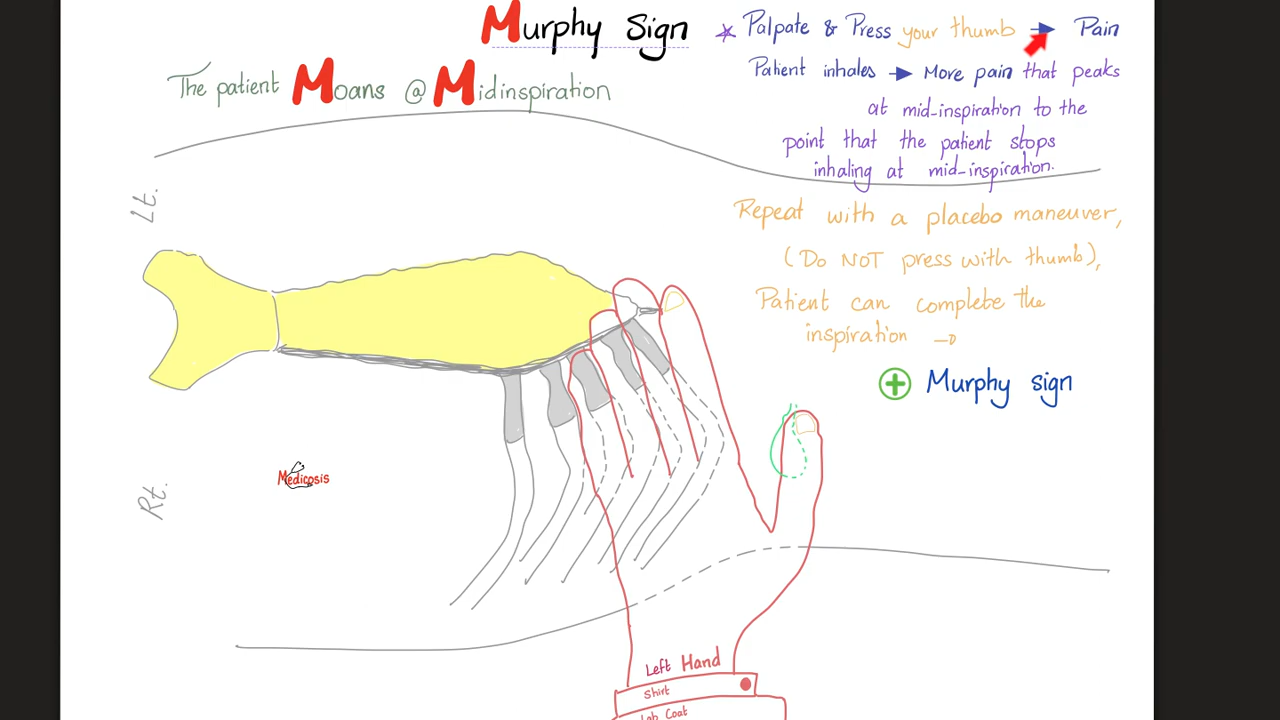 Murphy Sign
The patient Moans @ Midinspiration
Palpate & Press your thumb → Pain
Patient inhales → More pain that peaks
at mid-inspiration to the
point that the patient stops
inhaling at mid-inspiration.
Repeat with a placebo maneuver,
(Do NOT press with thumb),
Patient can complete the
inspiration →
+ Murphy sign
Lt.
Rt.
Medicosis
Left Hand
Shirt
Lab Coat